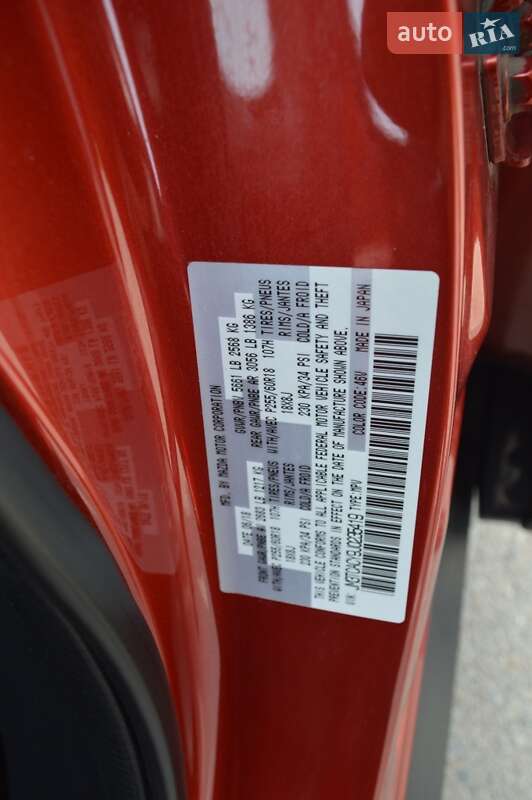 auto RIA
.com
MFD. BY MAZDA MOTOR CORPORATION
DATE: 06/18 GVWR/PNBV 5661 LB 2568 KG
FRONT GAWR/PNBE AV 2683 LB 1217 KG REAR GAWR/PNBE AR 3056 LB 1386 KG
WITH/AVEC P255/60R18 107H TIRES/PNEUS WITH/AVEC P255/60R18 107H TIRES/PNEUS
18X8J RIMS/JANTES 18X8J RIMS/JANTES
230 KPA/34 PSI COLD/A FROID 230 KPA/34 PSI COLD/A FROID
THIS VEHICLE CONFORMS TO ALL APPLICABLE FEDERAL MOTOR VEHICLE SAFETY AND THEFT
PREVENTION STANDARDS IN EFFECT ON THE DATE OF MANUFACTURE SHOWN ABOVE.
VIN: TYPE:MPV COLOR CODE:46V MADE IN JAPAN